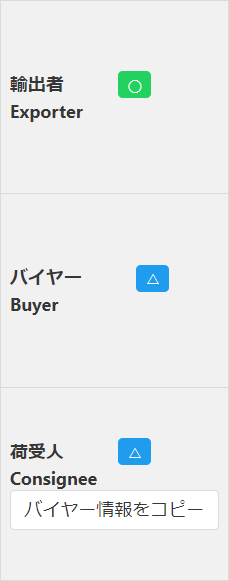 輸出者 ○
Exporter
バイヤー △
Buyer
荷受人 △
Consignee
バイヤー情報をコピー